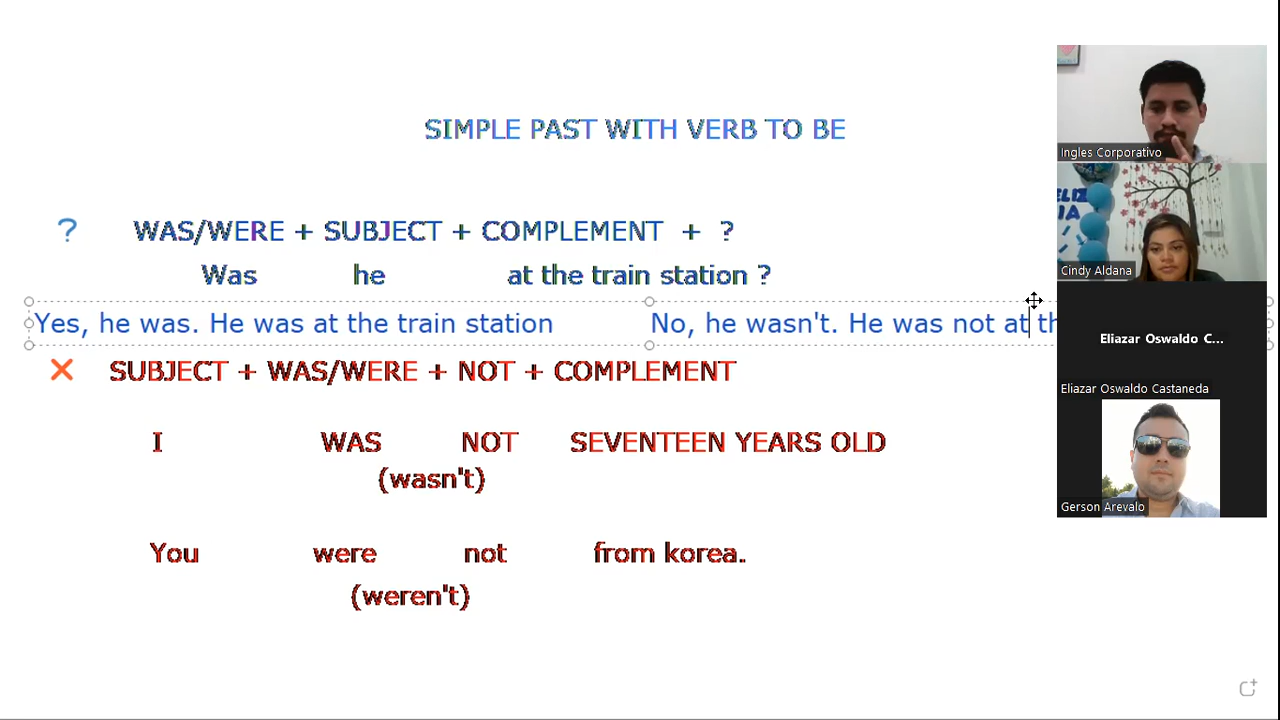 SIMPLE PAST WITH VERB TO BE
? WAS/WERE + SUBJECT + COMPLEMENT + ?
Was he at the train station ?
Yes, he was. He was at the train station No, he wasn't. He was not at
SUBJECT + WAS/WERE + NOT + COMPLEMENT
I WAS NOT SEVENTEEN YEARS OLD
(wasn't)
You were not from korea.
(weren't)
Ingles Corporativo
Cindy Aldana
Eliazar Oswaldo C...
Eliazar Oswaldo Castaneda
Gerson Arevalo